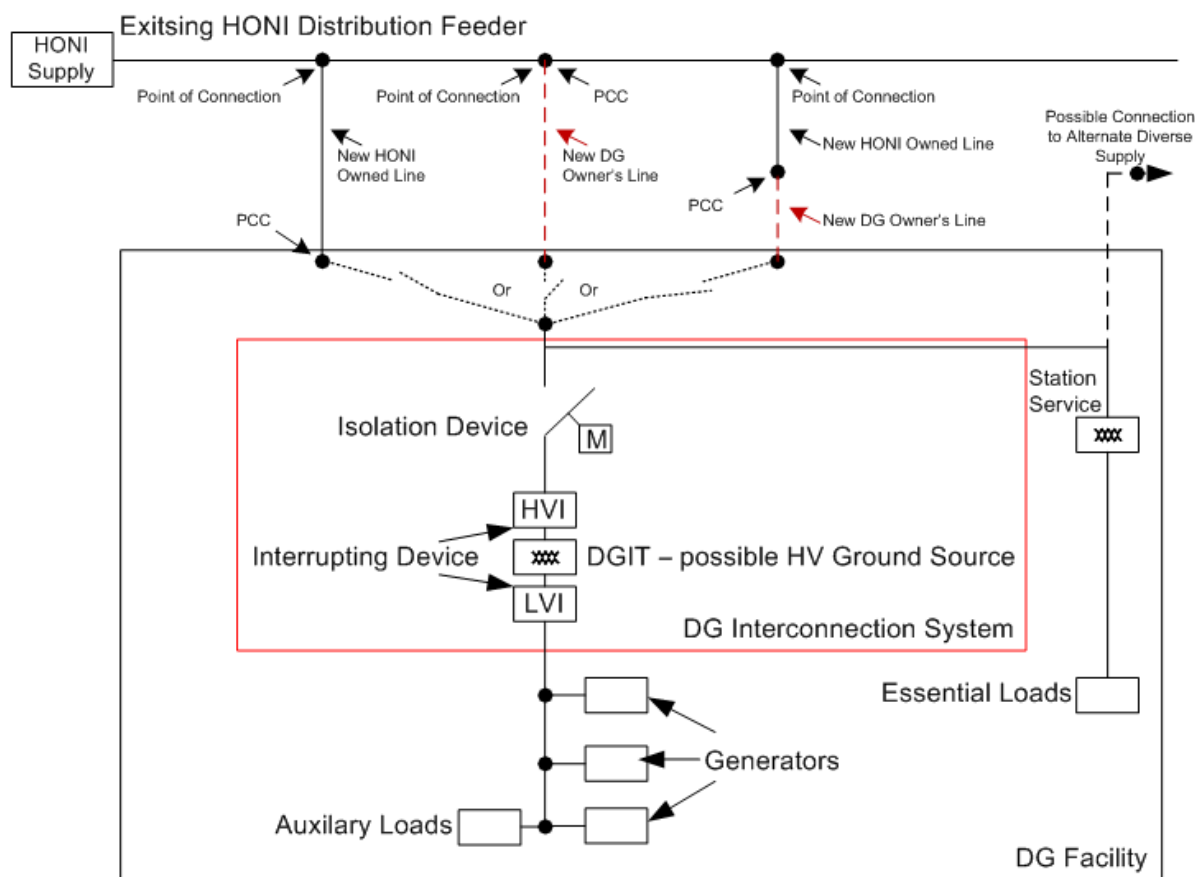 Exitsing HONI Distribution Feeder
HONI
Supply
Point of Connection
Point of Connection
PCC
Point of Connection
Possible Connection
to Alternate Diverse
Supply
New HONI
Owned Line
New DG
Owner's Line
New HONI Owned Line
PCC
New DG Owner's Line
PCC
Or
Or
Station
Service
Isolation Device
M
HVI
Interrupting Device
DGIT – possible HV Ground Source
LVI
DG Interconnection System
Essential Loads
Generators
Auxilary Loads
DG Facility